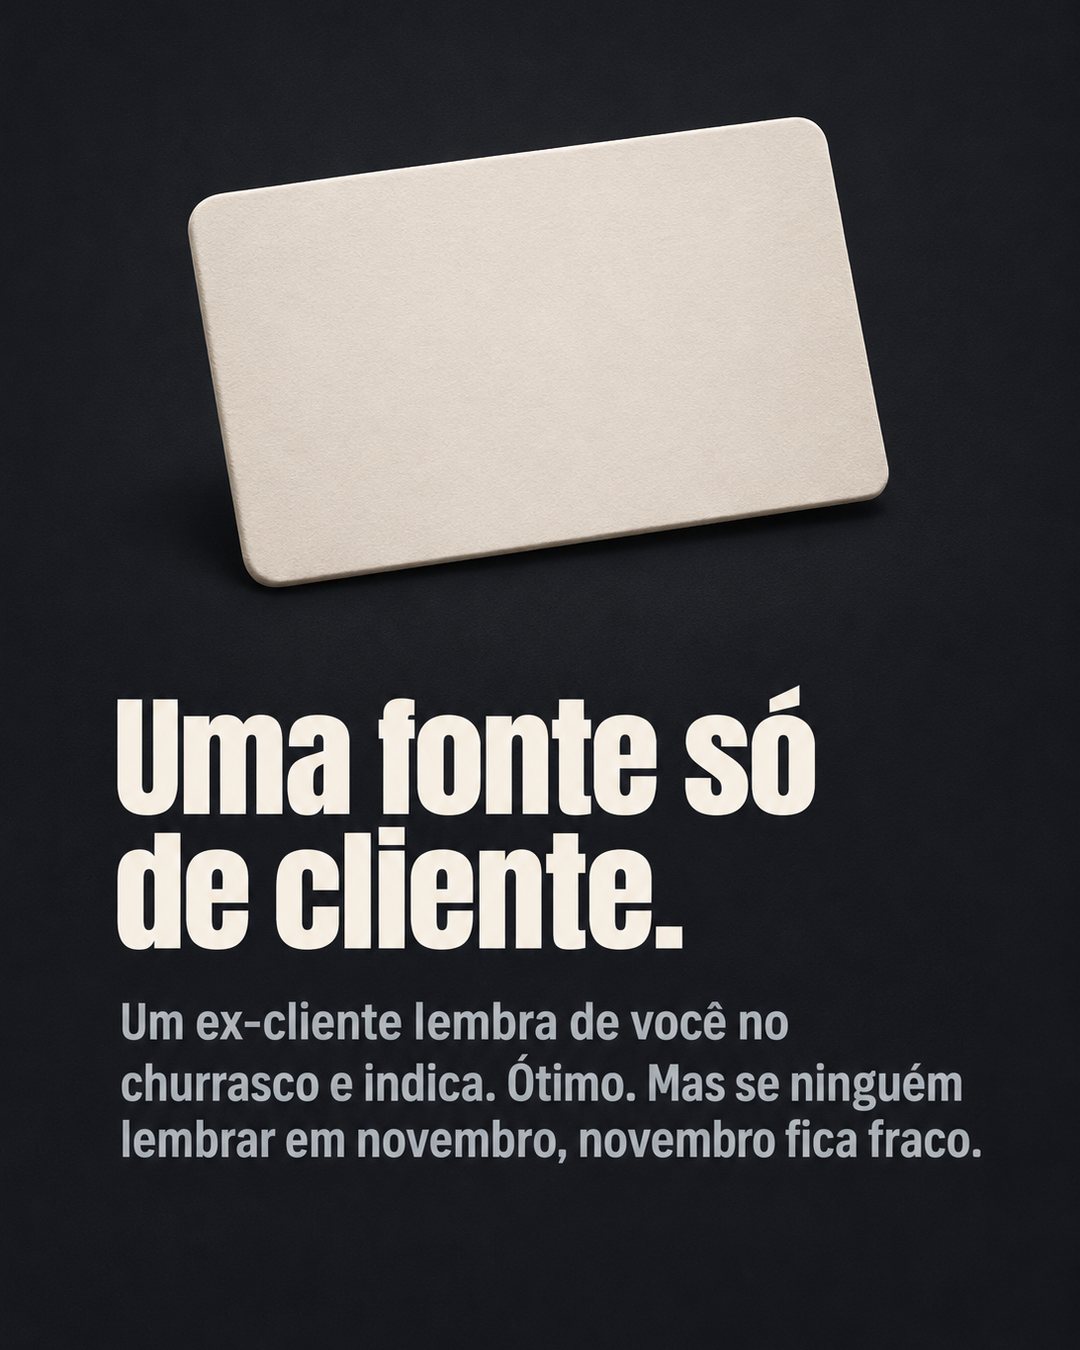 Uma fonte só
de cliente.
Um ex-cliente lembra de você no
churrasco e indica. Ótimo. Mas se ninguém
lembrar em novembro, novembro fica fraco.